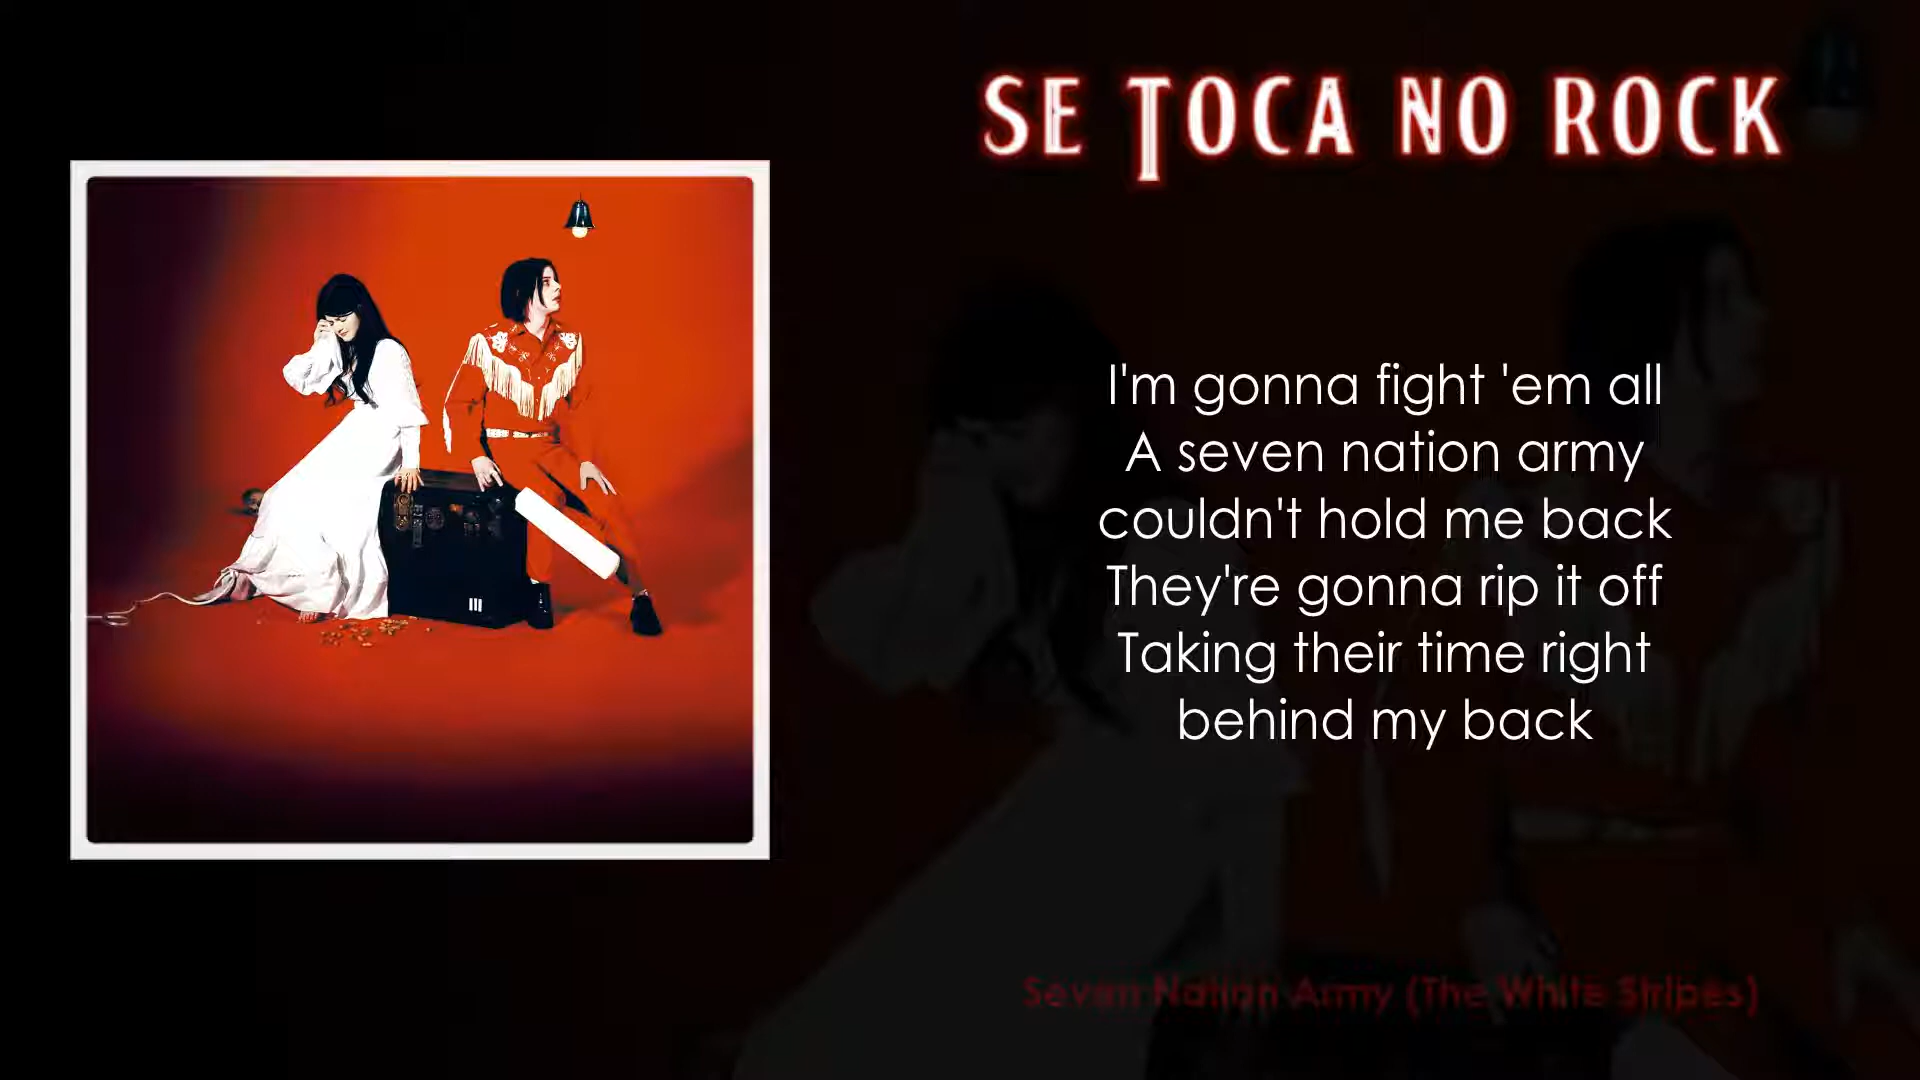 SE TOCA NO ROCK
I'm gonna fight 'em all
A seven nation army
couldn't hold me back
They're gonna rip it off
Taking their time right
behind my back
Seven Nation Army (The White Stripes)